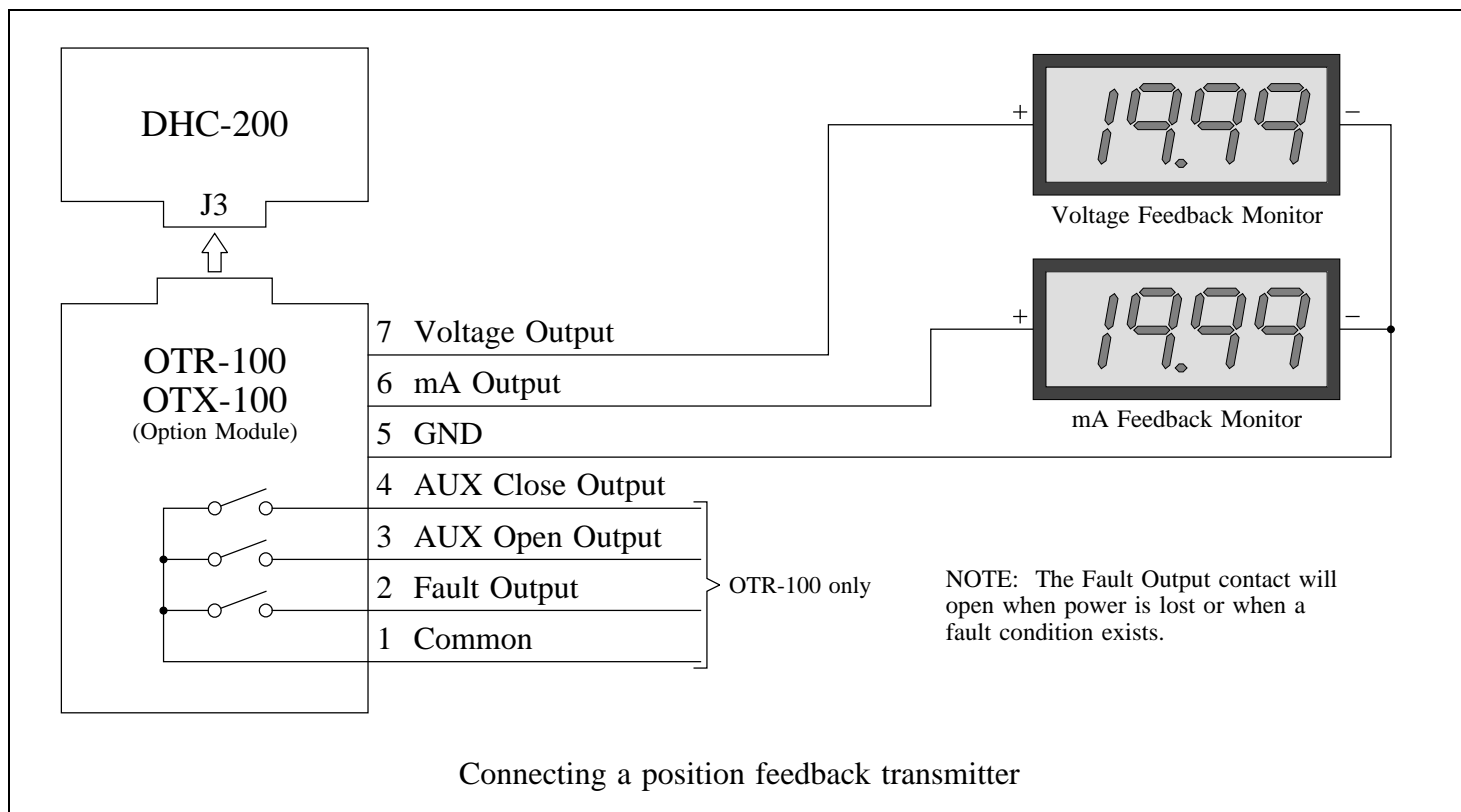 DHC-200
J3
OTR-100
OTX-100
(Option Module)
7 Voltage Output
6 mA Output
5 GND
4 AUX Close Output
3 AUX Open Output
2 Fault Output
1 Common
OTR-100 only
+ 19.99 −
Voltage Feedback Monitor
+ 19.99 −
mA Feedback Monitor
NOTE: The Fault Output contact will
open when power is lost or when a
fault condition exists.
Connecting a position feedback transmitter